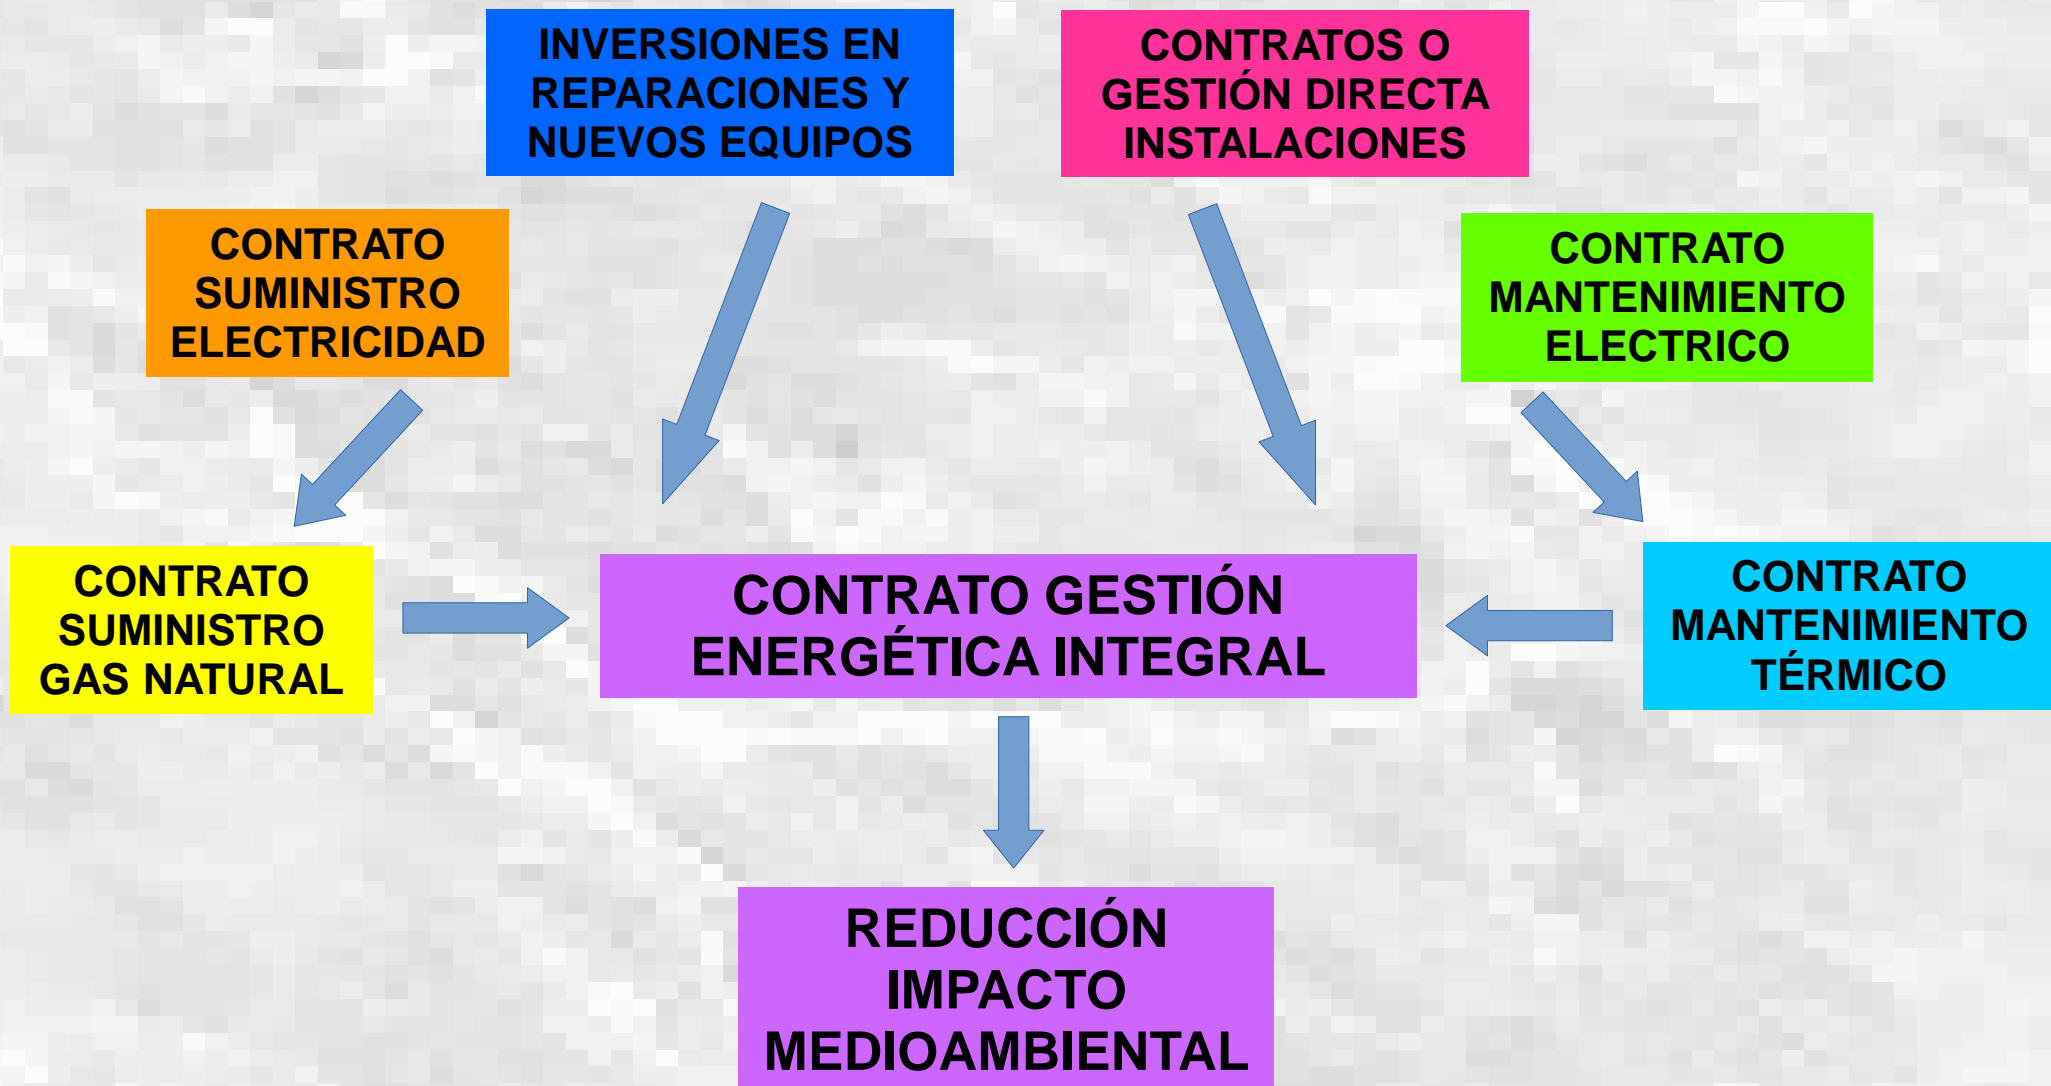 INVERSIONES EN
REPARACIONES Y
NUEVOS EQUIPOS
CONTRATOS O
GESTIÓN DIRECTA
INSTALACIONES
CONTRATO
SUMINISTRO
ELECTRICIDAD
CONTRATO
MANTENIMIENTO
ELECTRICO
CONTRATO
SUMINISTRO
GAS NATURAL
CONTRATO GESTIÓN
ENERGÉTICA INTEGRAL
CONTRATO
MANTENIMIENTO
TÉRMICO
REDUCCIÓN
IMPACTO
MEDIOAMBIENTAL